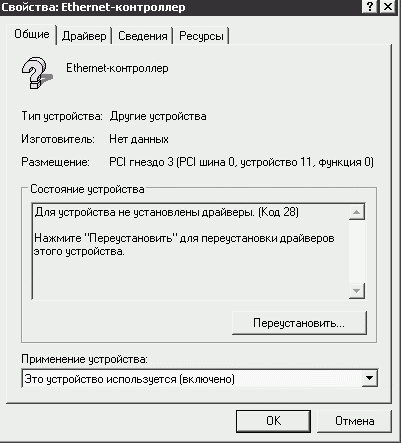 Свойства: Ethernet-контроллер
Общие Драйвер Сведения Ресурсы
Ethernet-контроллер
Тип устройства: Другие устройства
Изготовитель: Нет данных
Размещение: PCI гнездо 3 (PCI шина 0, устройство 11, функция 0)
Состояние устройства
Для устройства не установлены драйверы. (Код 28)
Нажмите "Переустановить" для переустановки драйверов
этого устройства.
Переустановить...
Применение устройства:
Это устройство используется (включено)
OK Отмена